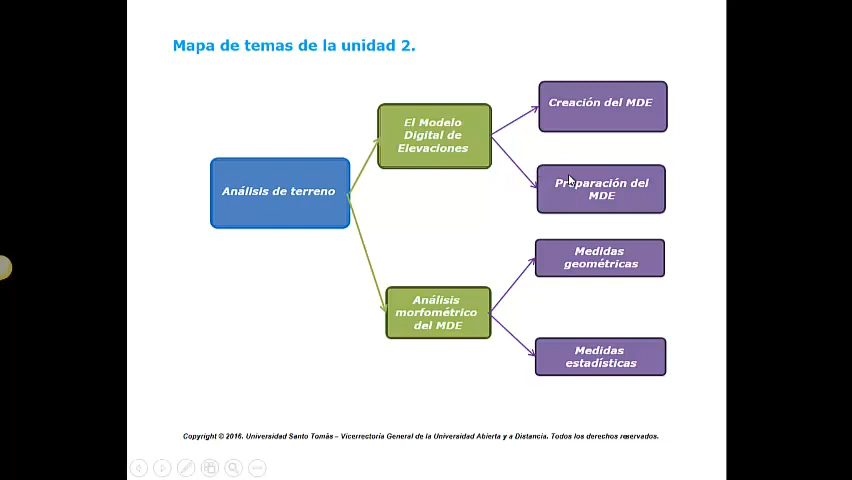 Mapa de temas de la unidad 2.
Análisis de terreno
El Modelo
Digital de
Elevaciones
Creación del MDE
Preparación del
MDE
Análisis
morfométrico
del MDE
Medidas
geométricas
Medidas
estadísticas
Copyright © 2016. Universidad Santo Tomás – Vicerrectoría General de la Universidad Abierta y a Distancia. Todos los derechos reservados.